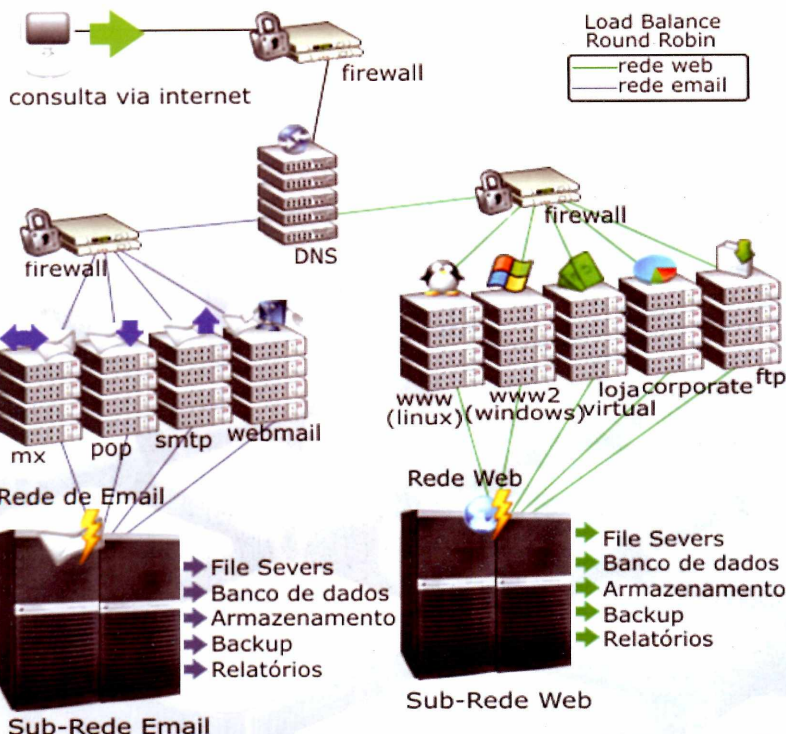 Load Balance
Round Robin
rede web
rede email
consulta via internet
firewall
DNS
firewall
firewall
mx
pop
smtp
webmail
www
(linux)
www2
(windows)
loja
virtual
corporate
ftp
Rede de Email
Rede Web
File Severs
Banco de dados
Armazenamento
Backup
Relatórios
Sub-Rede Email
File Severs
Banco de dados
Armazenamento
Backup
Relatórios
Sub-Rede Web